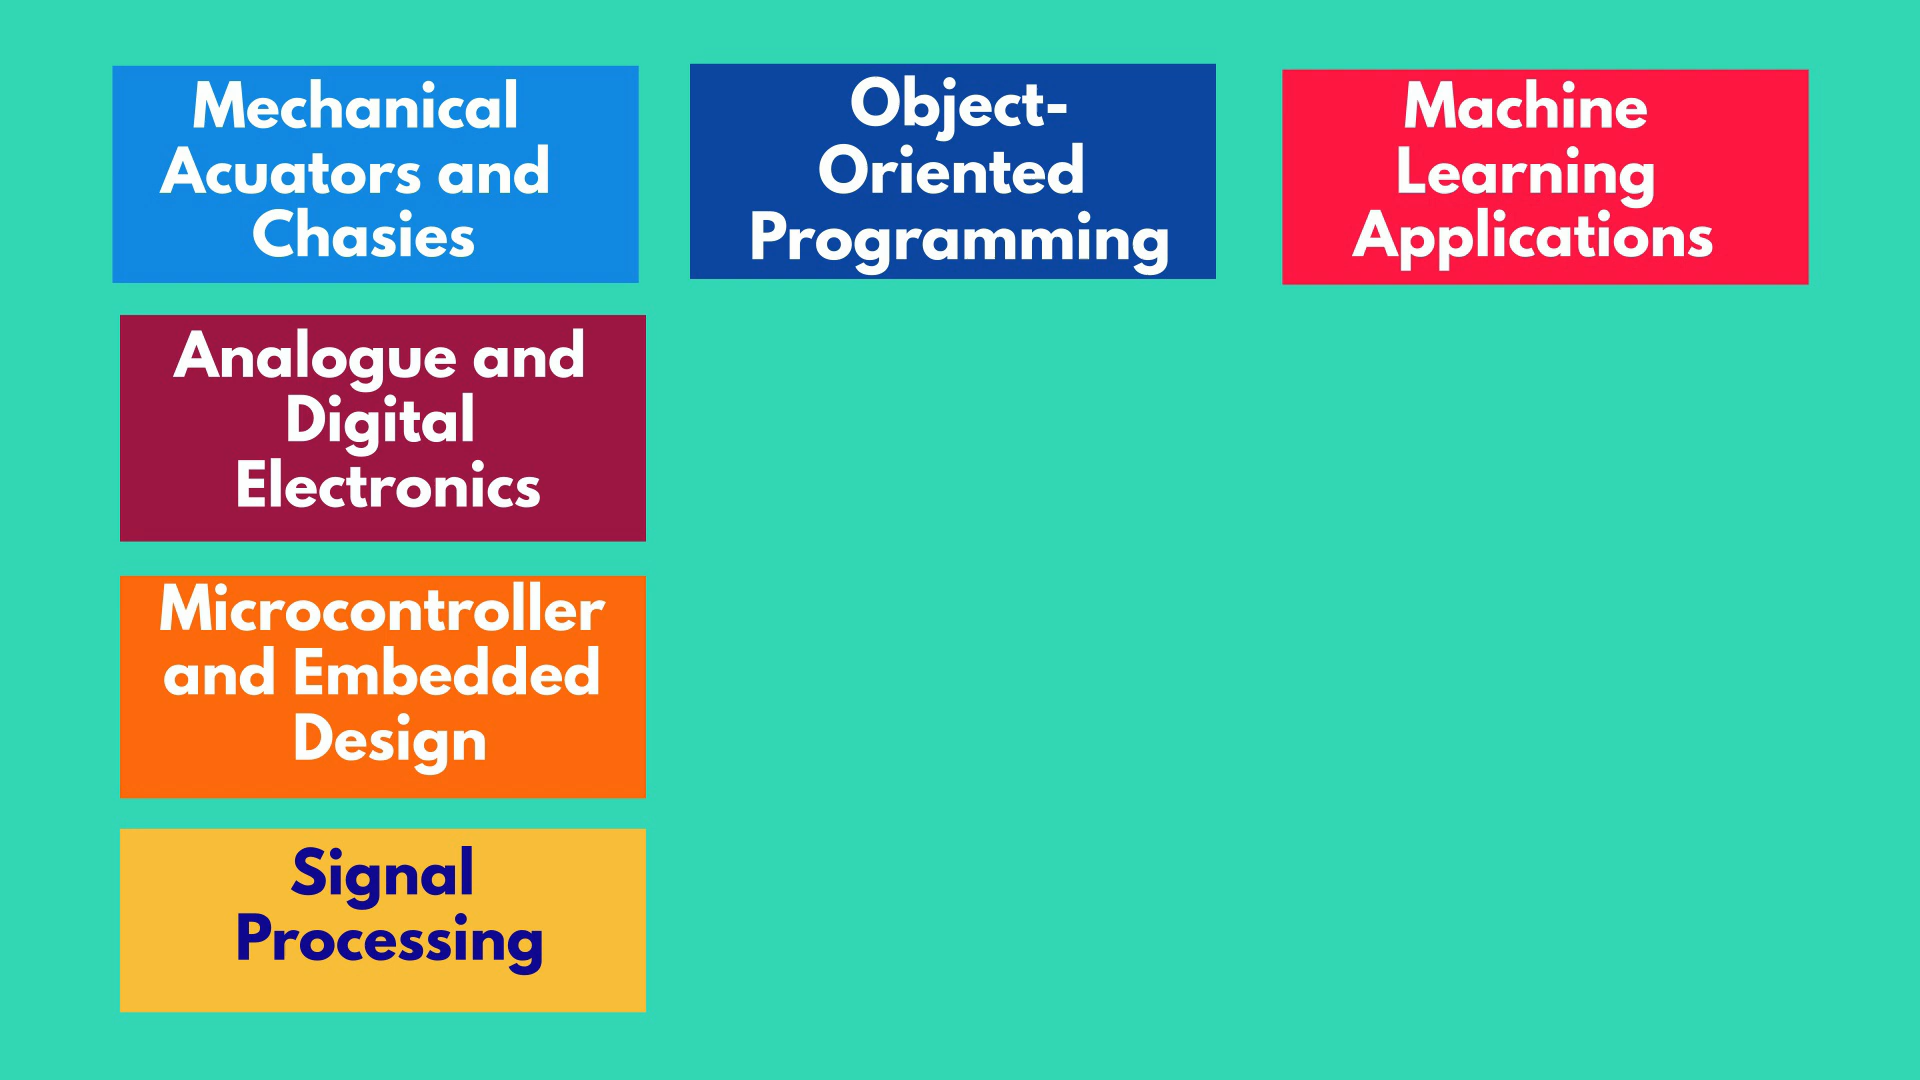 Mechanical
Acuators and
Chasies
Object-
Oriented
Programming
Machine
Learning
Applications
Analogue and
Digital
Electronics
Microcontroller
and Embedded
Design
Signal
Processing